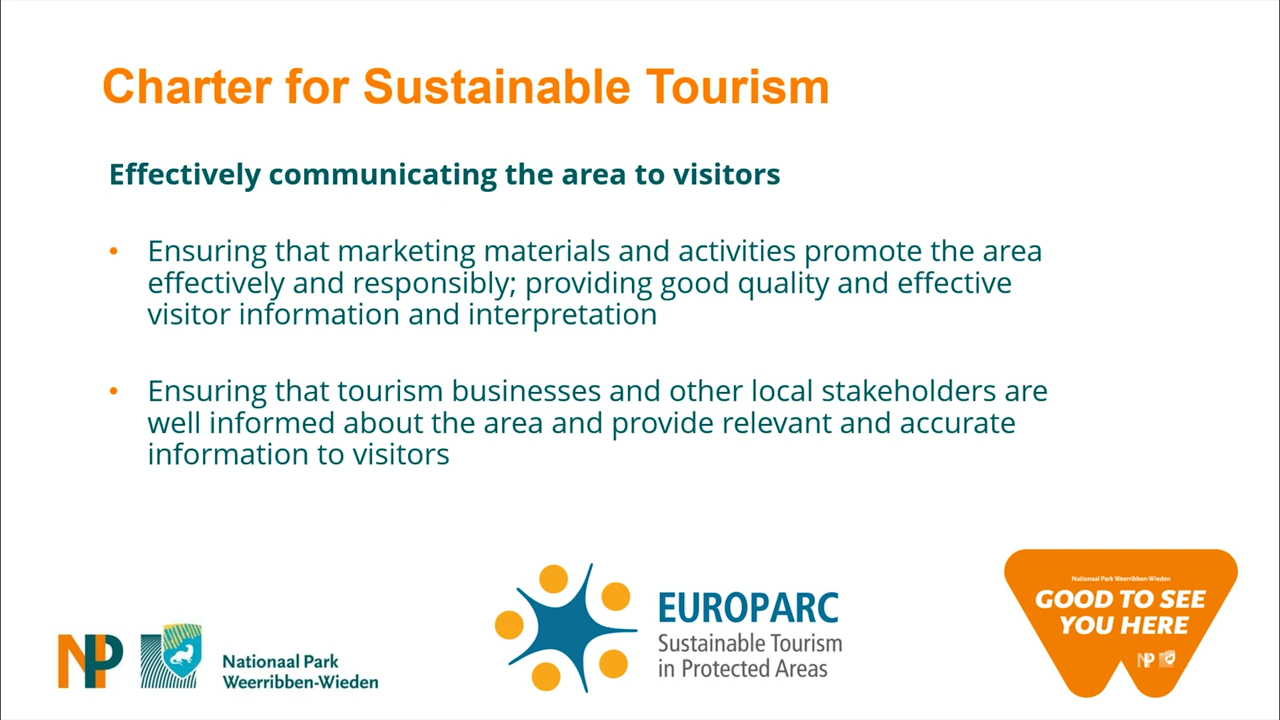 Charter for Sustainable Tourism
Effectively communicating the area to visitors
• Ensuring that marketing materials and activities promote the area
effectively and responsibly; providing good quality and effective
visitor information and interpretation
• Ensuring that tourism businesses and other local stakeholders are
well informed about the area and provide relevant and accurate
information to visitors
NP
Nationaal Park
Weerribben-Wieden
EUROPARC
Sustainable Tourism
in Protected Areas
Nationaal Park Weerribben-Wieden
GOOD TO SEE
YOU HERE
NP